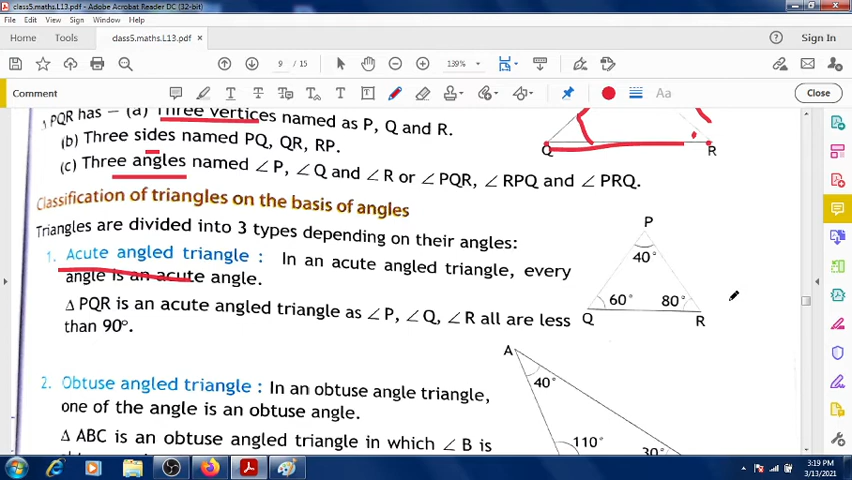 class5.maths.L13.pdf - Adobe Acrobat Reader DC (32-bit)
File Edit View Sign Window Help
Home Tools class5.maths.L13.pdf × Sign In
9 / 15 139%
Comment Aa Close
Δ PQR has — (a) Three vertices named as P, Q and R.
(b) Three sides named PQ, QR, RP.
(c) Three angles named ∠P, ∠Q and ∠R or ∠PQR, ∠RPQ and ∠PRQ.
Q R
Classification of triangles on the basis of angles
Triangles are divided into 3 types depending on their angles:
1. Acute angled triangle : In an acute angled triangle, every
angle is an acute angle.
Δ PQR is an acute angled triangle as ∠P, ∠Q, ∠R all are less
than 90°.
P
40°
60° 80°
Q R
2. Obtuse angled triangle : In an obtuse angle triangle,
one of the angle is an obtuse angle.
Δ ABC is an obtuse angled triangle in which ∠B is
A
40°
110°
30°
3:19 PM
3/13/2021